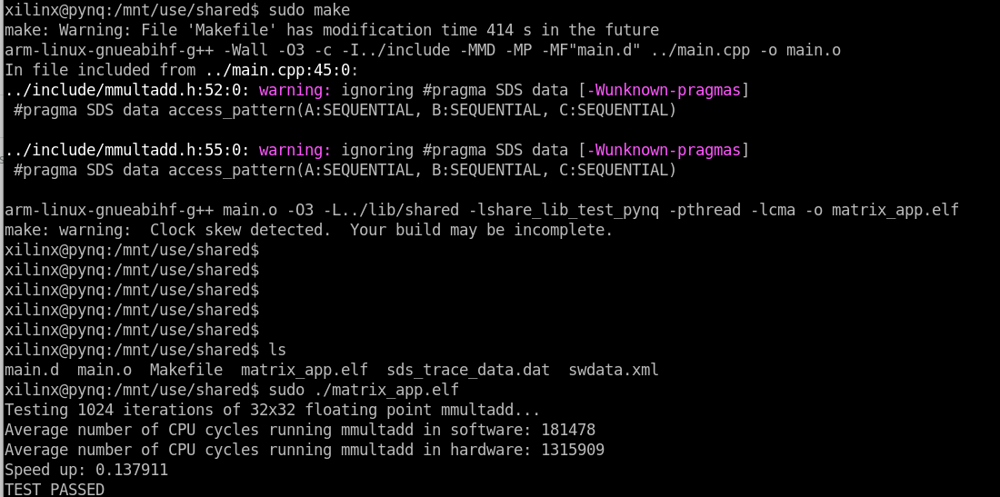 xilinx@pynq:/mnt/use/shared$ sudo make
make: Warning: File 'Makefile' has modification time 414 s in the future
arm-linux-gnueabihf-g++ -Wall -O3 -c -I../include -MMD -MP -MF"main.d" ../main.cpp -o main.o
In file included from ../main.cpp:45:0:
../include/mmultadd.h:52:0: warning: ignoring #pragma SDS data [-Wunknown-pragmas]
 #pragma SDS data access_pattern(A:SEQUENTIAL, B:SEQUENTIAL, C:SEQUENTIAL)

../include/mmultadd.h:55:0: warning: ignoring #pragma SDS data [-Wunknown-pragmas]
 #pragma SDS data access_pattern(A:SEQUENTIAL, B:SEQUENTIAL, C:SEQUENTIAL)

arm-linux-gnueabihf-g++ main.o -O3 -L../lib/shared -lshare_lib_test_pynq -pthread -lcma -o matrix_app.elf
make: warning:  Clock skew detected.  Your build may be incomplete.
xilinx@pynq:/mnt/use/shared$
xilinx@pynq:/mnt/use/shared$
xilinx@pynq:/mnt/use/shared$
xilinx@pynq:/mnt/use/shared$
xilinx@pynq:/mnt/use/shared$
xilinx@pynq:/mnt/use/shared$ ls
main.d  main.o  Makefile  matrix_app.elf  sds_trace_data.dat  swdata.xml
xilinx@pynq:/mnt/use/shared$ sudo ./matrix_app.elf
Testing 1024 iterations of 32x32 floating point mmultadd...
Average number of CPU cycles running mmultadd in software: 181478
Average number of CPU cycles running mmultadd in hardware: 1315909
Speed up: 0.137911
TEST PASSED